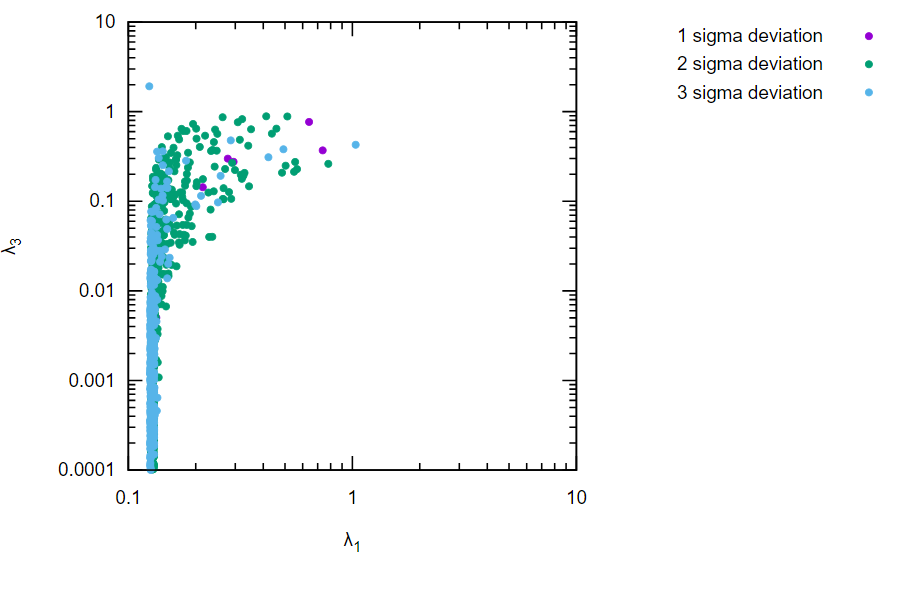 10
1
0.1
0.01
0.001
0.0001
0.1 1 10
λ3
λ1
1 sigma deviation
2 sigma deviation
3 sigma deviation